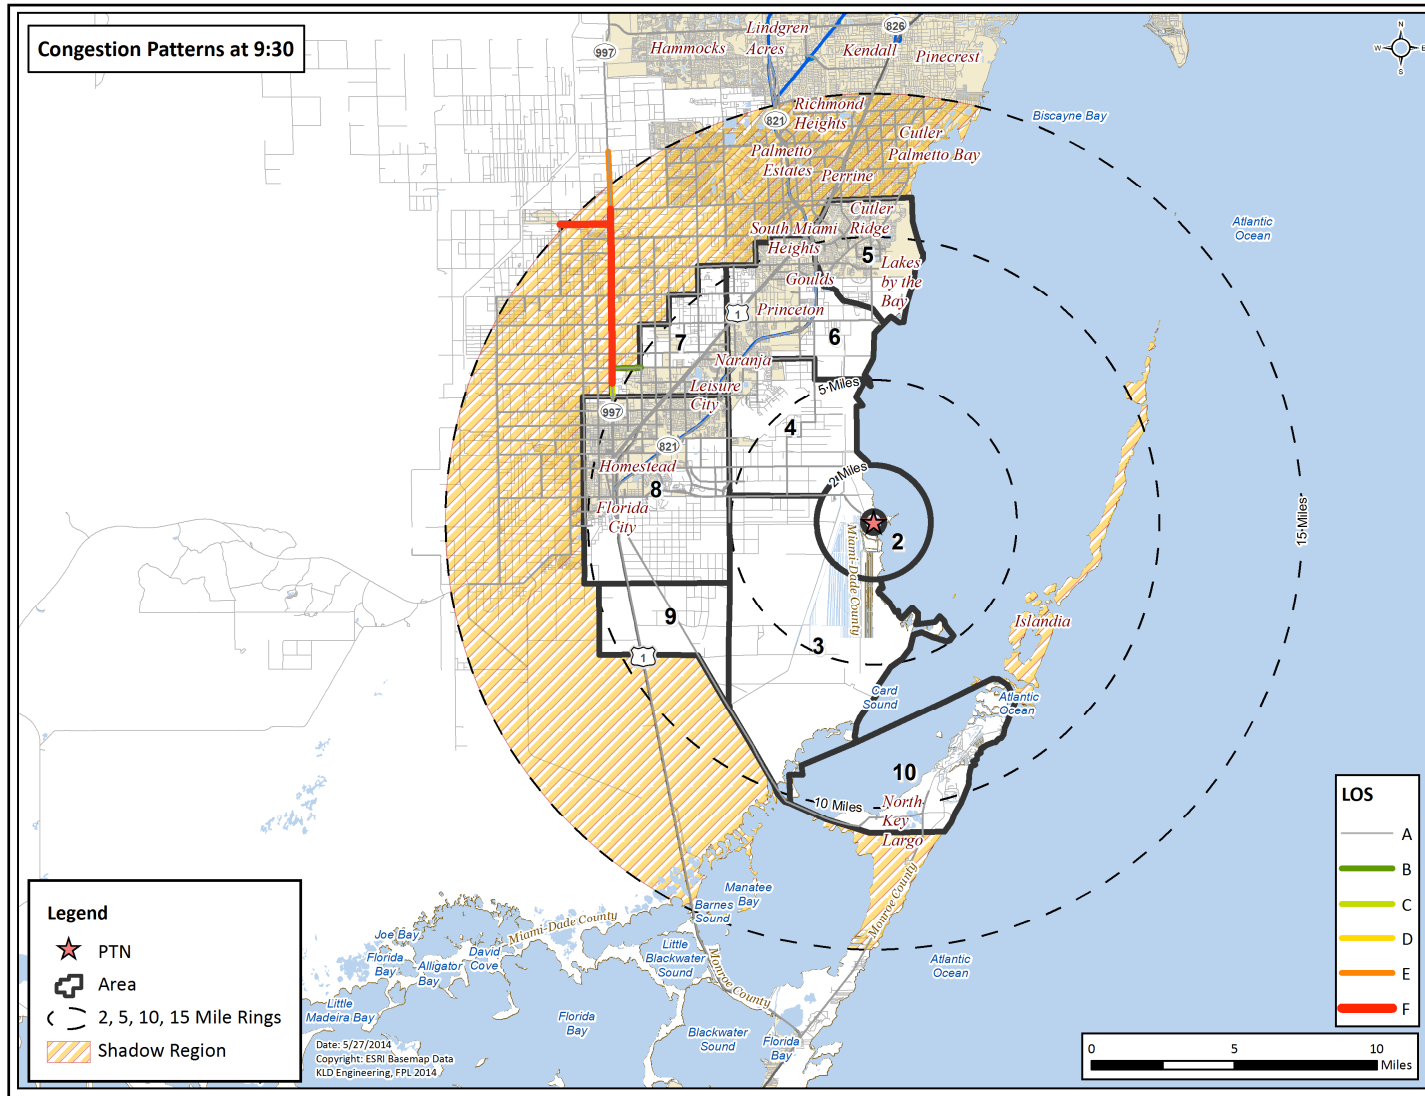 Congestion Patterns at 9:30
997
Hammocks
Lindgren
Acres
Kendall
826
Pinecrest
N
W
E
S
Richmond
Heights
821
Biscayne Bay
Cutler
Palmetto Bay
Palmetto
Estates
Perrine
Cutler
Ridge
South Miami
Heights
Atlantic
Ocean
5
Lakes
by the
Bay
Goulds
Princeton
1
7
6
Naranja
Leisure
City
5 Miles
997
4
821
Homestead
2 Miles
8
Florida
City
15 Miles
2
Miami-Dade County
9
Islandia
3
1
Card
Sound
Atlantic
Ocean
10
10 Miles
North
Key
Largo
Manatee
Bay
Barnes
Sound
Monroe County
Miami-Dade County
Joe Bay
Florida
Bay
Alligator
Bay
David
Cove
Little
Blackwater
Sound
Monroe County
Atlantic
Ocean
Little
Madeira Bay
Florida
Bay
Blackwater
Sound
Florida
Bay
LOS
A
B
C
D
E
F
Legend
PTN
Area
2, 5, 10, 15 Mile Rings
Shadow Region
Date: 5/27/2014
Copyright: ESRI Basemap Data
KLD Engineering, FPL 2014
0 5 10
Miles